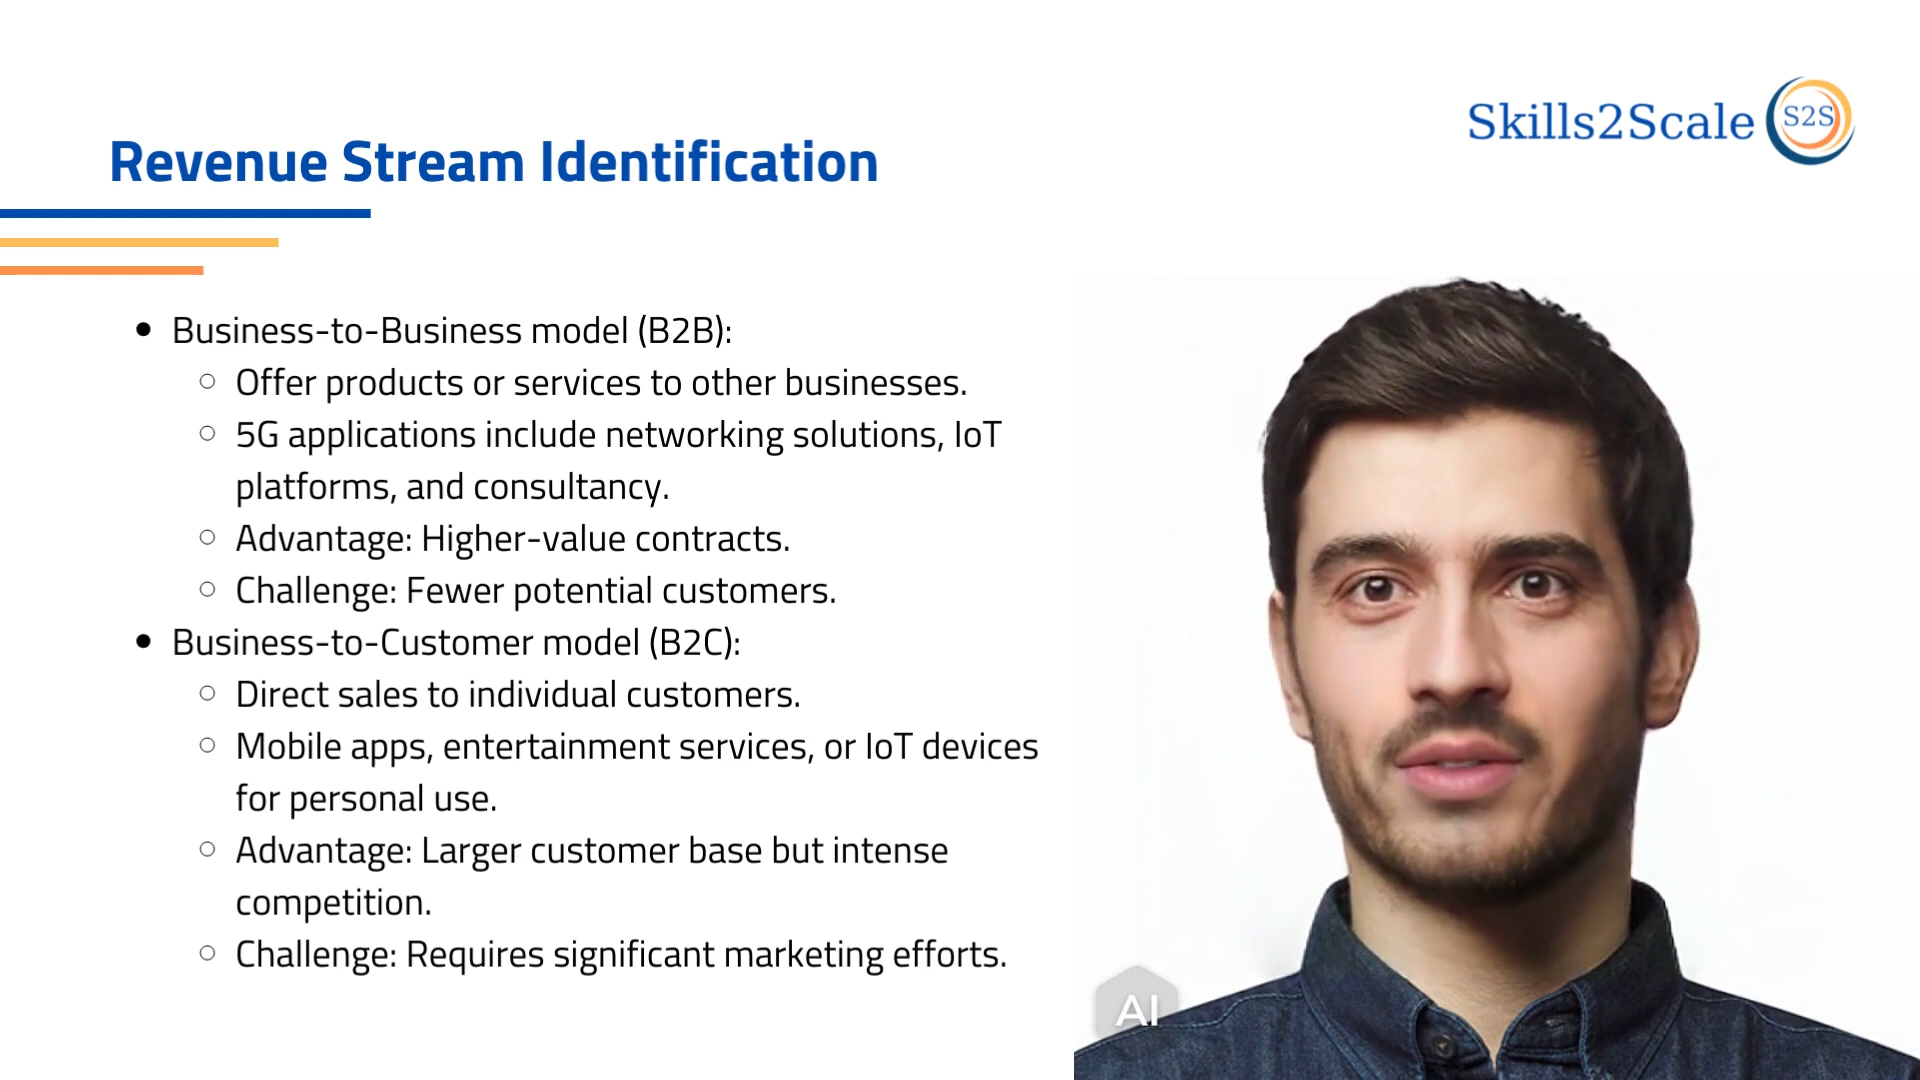 Skills2Scale S2S
Revenue Stream Identification
• Business-to-Business model (B2B):
○ Offer products or services to other businesses.
○ 5G applications include networking solutions, IoT
platforms, and consultancy.
○ Advantage: Higher-value contracts.
○ Challenge: Fewer potential customers.
• Business-to-Customer model (B2C):
○ Direct sales to individual customers.
○ Mobile apps, entertainment services, or IoT devices
for personal use.
○ Advantage: Larger customer base but intense
competition.
○ Challenge: Requires significant marketing efforts.
AI